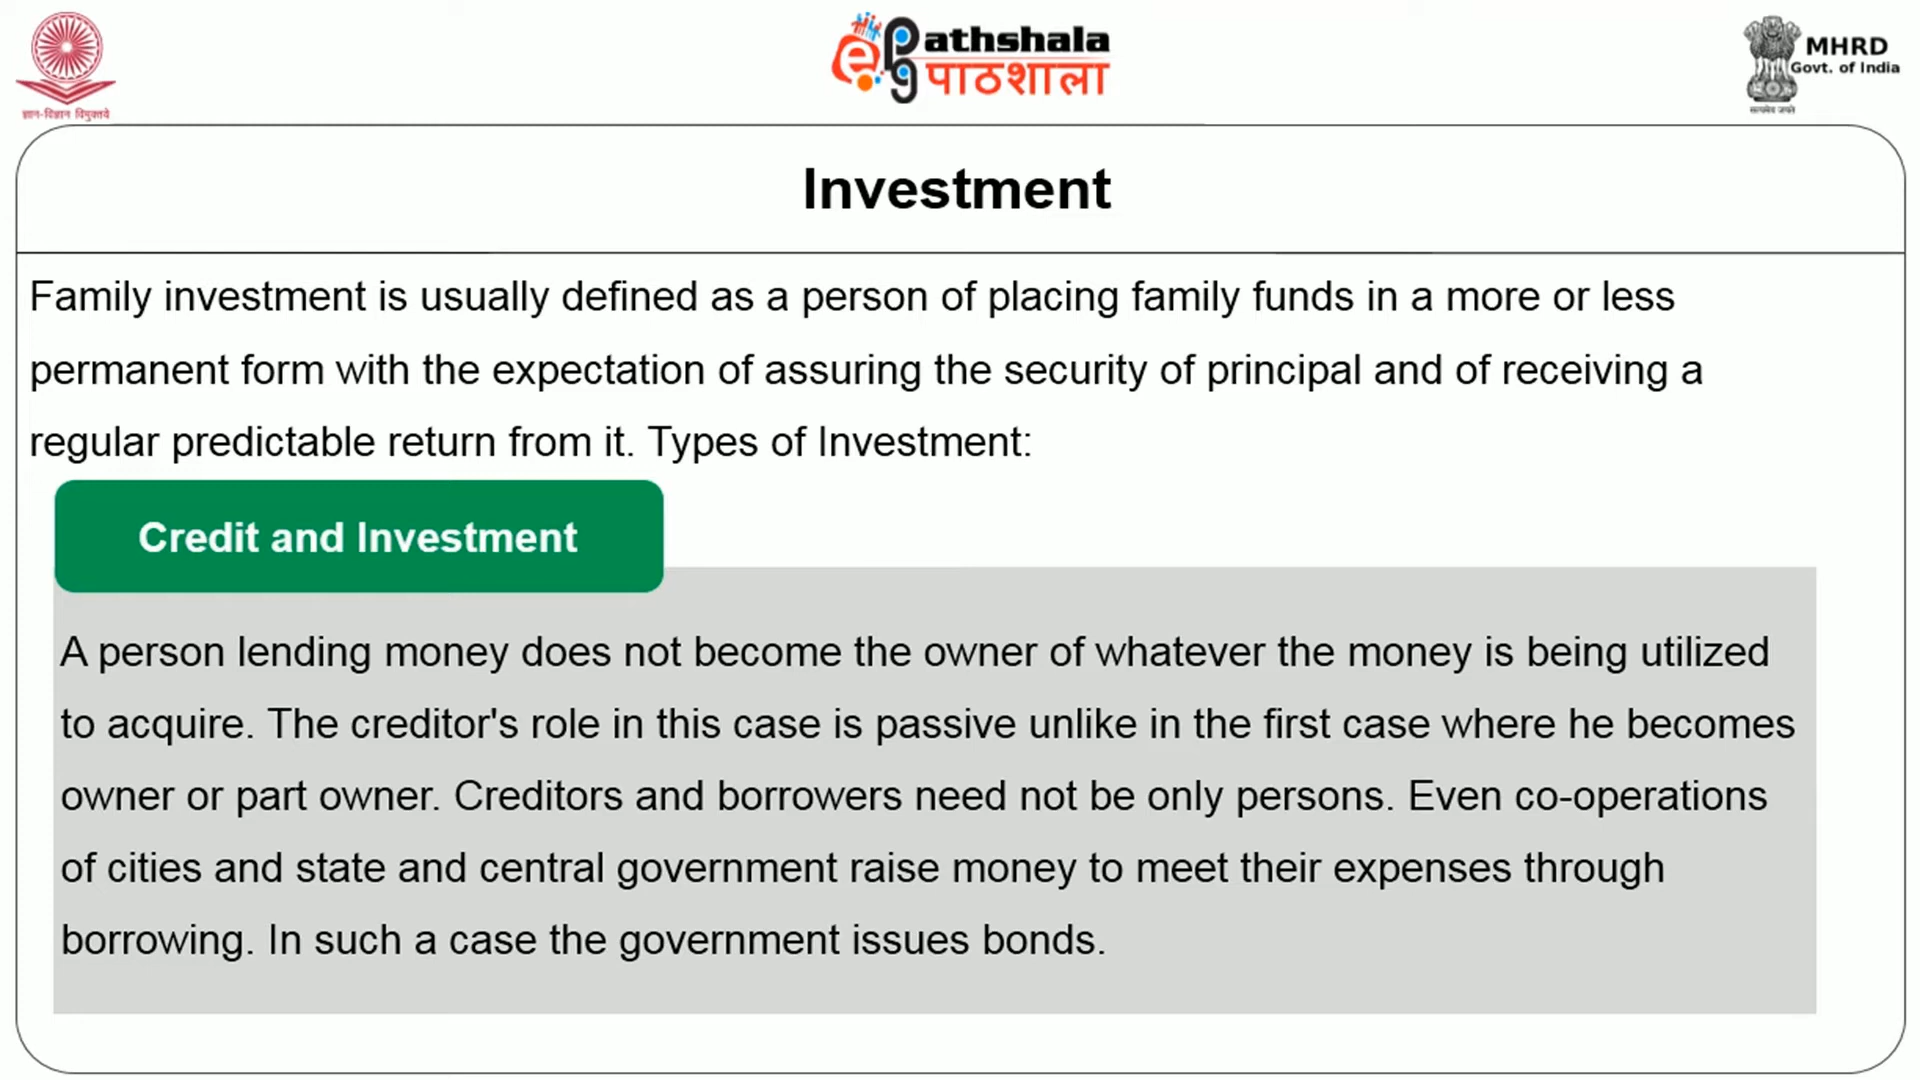 ज्ञान-विज्ञान विमुक्तये
e pg athshala
पाठशाला
MHRD
Govt. of India
सत्यमेव जयते
Investment
Family investment is usually defined as a person of placing family funds in a more or less
permanent form with the expectation of assuring the security of principal and of receiving a
regular predictable return from it. Types of Investment:
Credit and Investment
A person lending money does not become the owner of whatever the money is being utilized
to acquire. The creditor's role in this case is passive unlike in the first case where he becomes
owner or part owner. Creditors and borrowers need not be only persons. Even co-operations
of cities and state and central government raise money to meet their expenses through
borrowing. In such a case the government issues bonds.